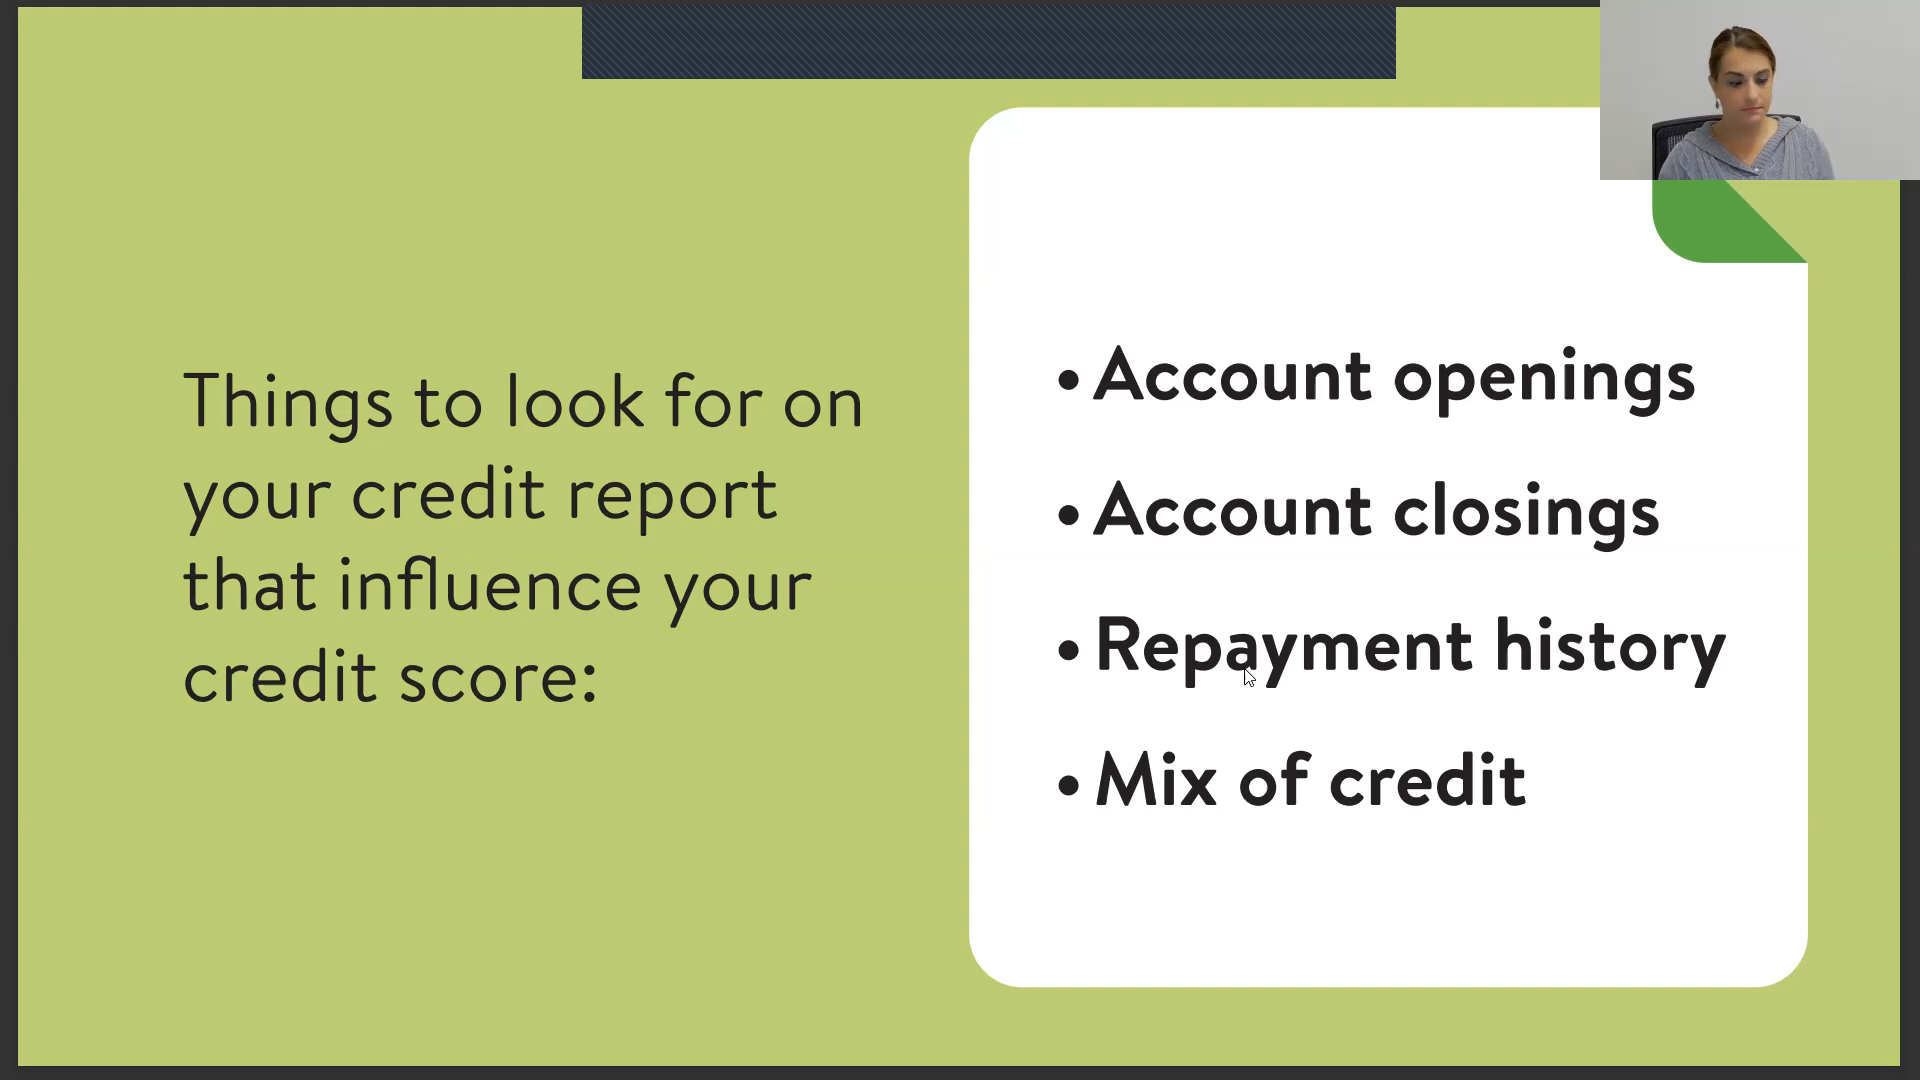 Things to look for on
your credit report
that influence your
credit score:
• Account openings
• Account closings
• Repayment history
• Mix of credit